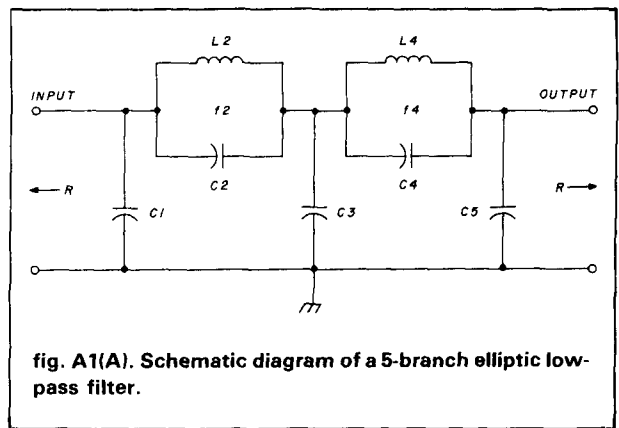 L2
L4
INPUT
f2
f4
OUTPUT
C2
C4
R
C1
C3
C5
R
fig. A1(A). Schematic diagram of a 5-branch elliptic low-
pass filter.